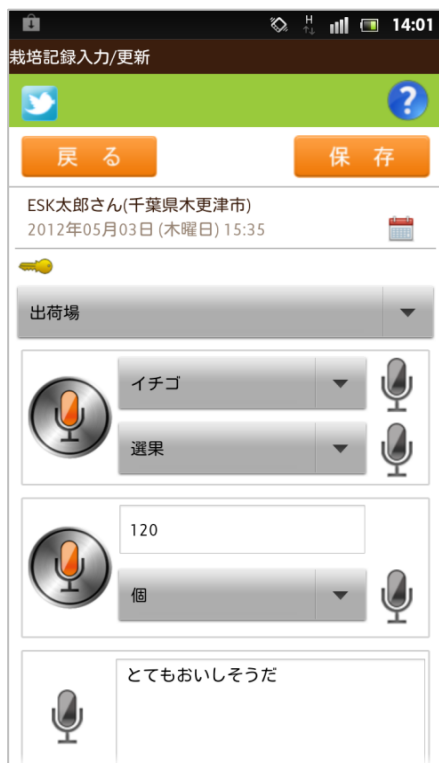 H
14:01
栽培記録入力/更新
?
戻 る
保 存
ESK太郎さん(千葉県木更津市)
2012年05月03日 (木曜日) 15:35
出荷場
イチゴ
選果
120
個
とてもおいしそうだ